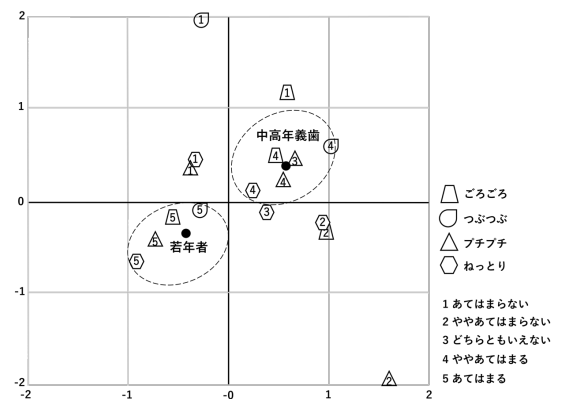 2
1
1
中高年義歯
4
3
4
4
1
1
4
0
3
5
5
2
2
5
若年者
5
-1
2
-2
-2
-1
-0
1
2
ごろごろ
つぶつぶ
プチプチ
ねっとり
1 あてはまらない
2 ややあてはまらない
3 どちらともいえない
4 ややあてはまる
5 あてはまる